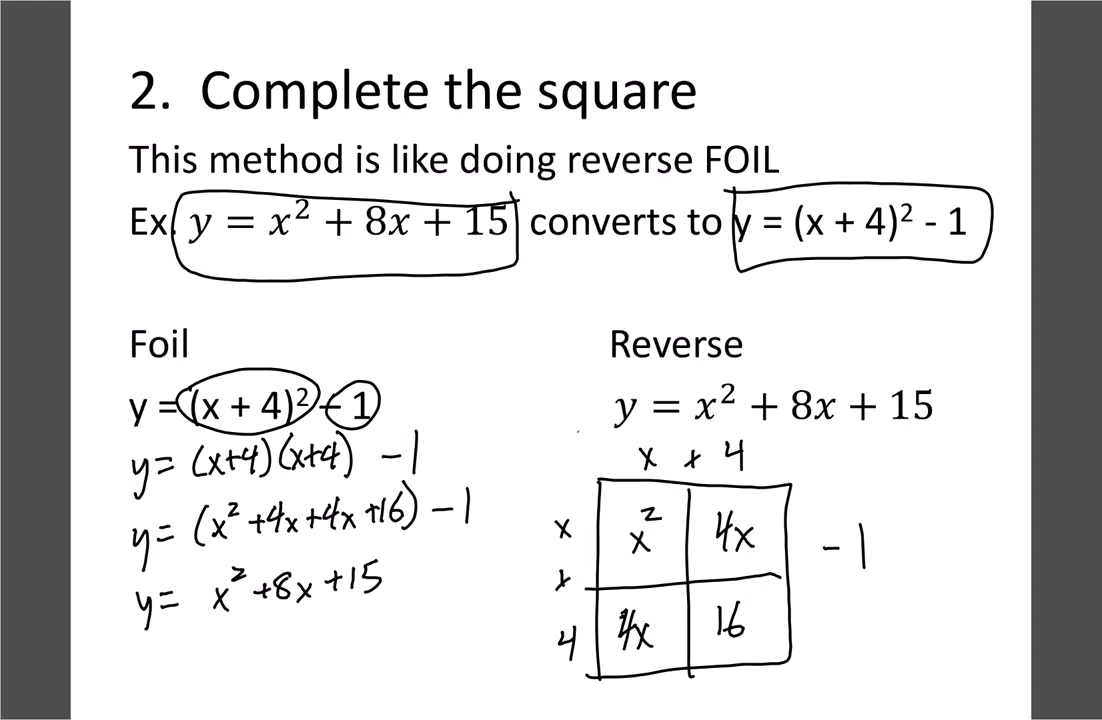 2. Complete the square
This method is like doing reverse FOIL
Ex. y = x² + 8x + 15 converts to y = (x + 4)² - 1
Foil
y = (x + 4)² - 1
y = (x+4)(x+4) - 1
y = (x² +4x+4x +16) - 1
y = x² +8x +15
Reverse
y = x² + 8x + 15
x + 4
x x² 4x - 1
+
4 4x 16